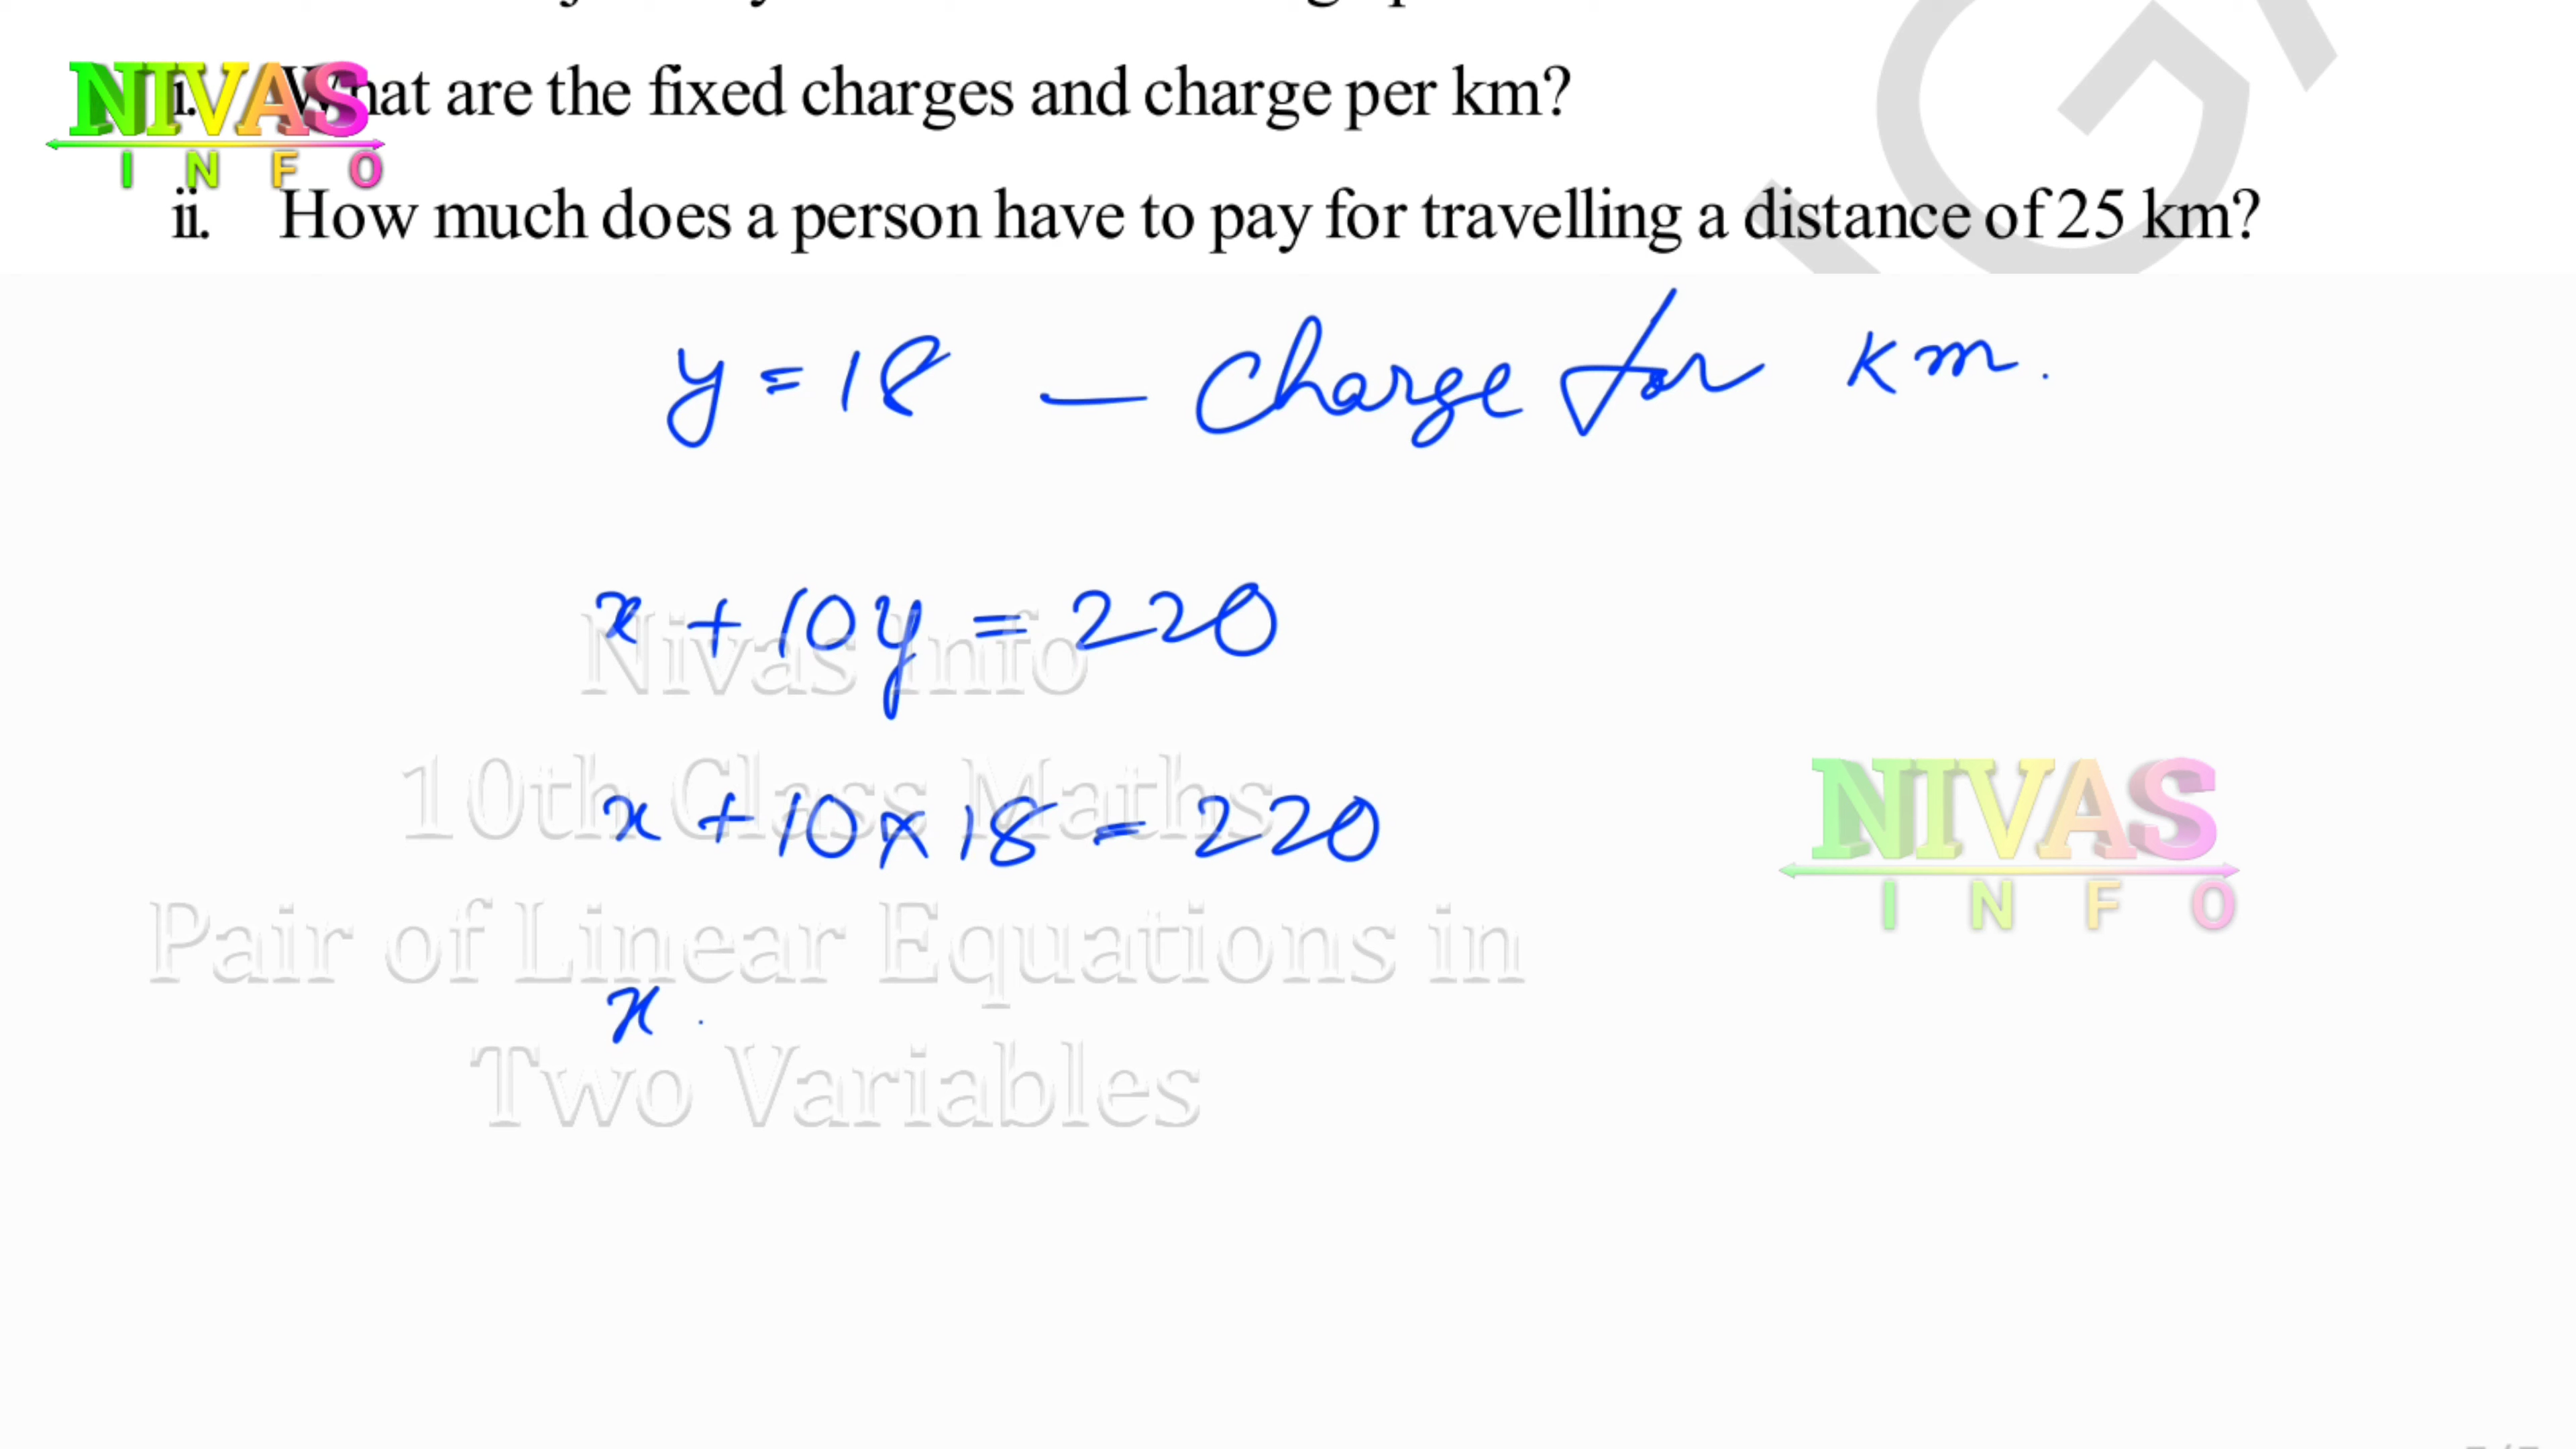 NIVAS
INFO
i. What are the fixed charges and charge per km?
ii. How much does a person have to pay for travelling a distance of 25 km?
y = 18 — Charge for km.
x + 10y = 220
Nivas Info
x + 10 × 18 = 220
10th Class Maths
Pair of Linear Equations in
x
Two Variables
NIVAS
INFO